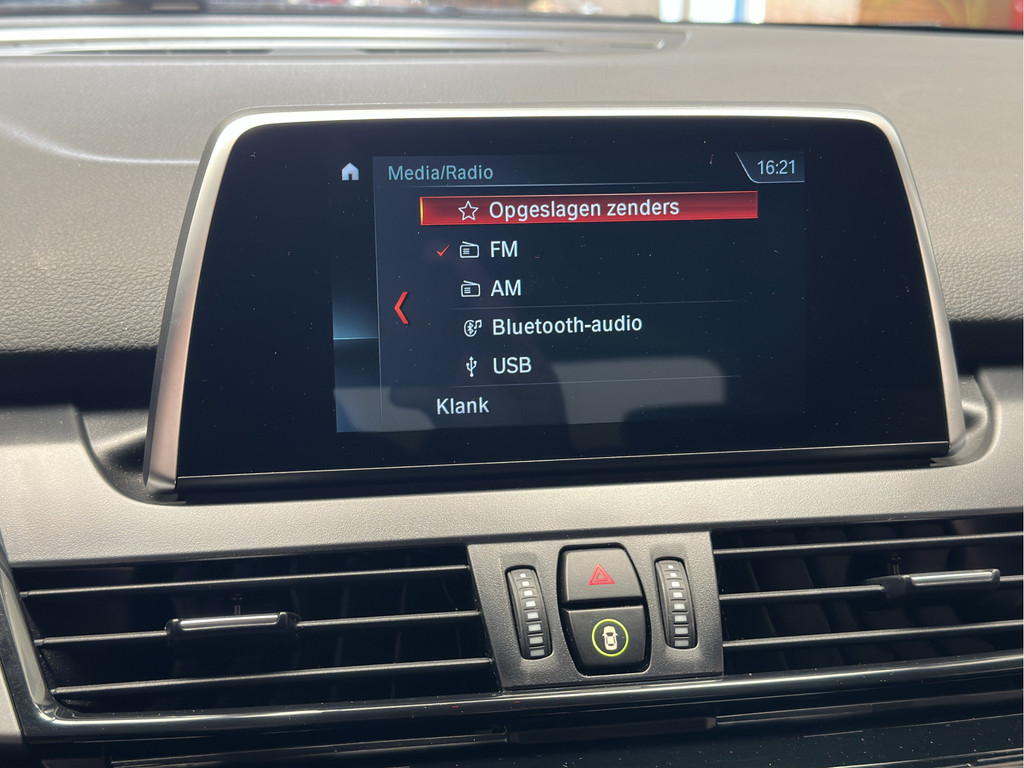 Media/Radio
16:21
Opgeslagen zenders
FM
AM
Bluetooth-audio
USB
Klank